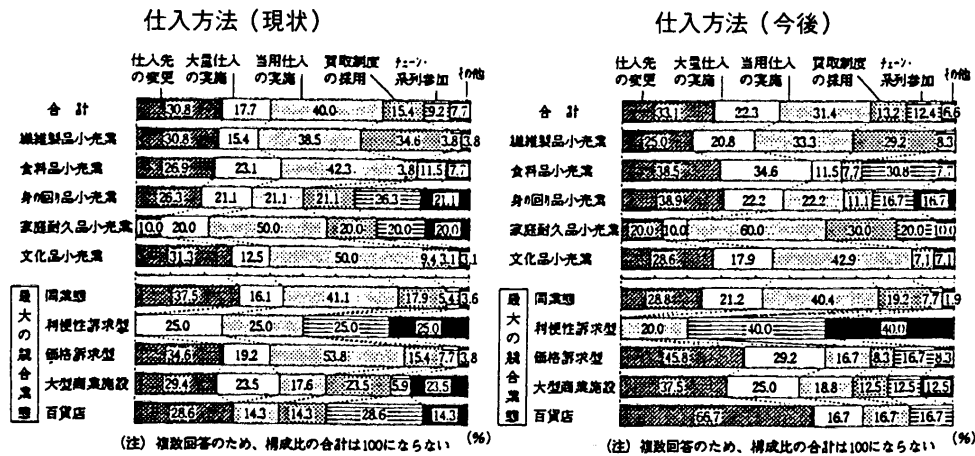 仕入方法（現状）
仕入先の変更 大量仕入の実施 当用仕入の実施 買取制度の採用 チェーン・系列参加 その他
合計 30.8 17.7 40.0 15.4 9.2 7.7
繊維製品小売業 30.8 15.4 38.5 34.6 3.8 3.8
食料品小売業 26.9 23.1 42.3 3.8 11.5 7.7
身の回り品小売業 26.3 21.1 21.1 21.1 26.3 21.1
家庭耐久品小売業 10.0 20.0 50.0 20.0 20.0 20.0
文化品小売業 31.3 12.5 50.0 9.4 3.1 3.1
最大の競合業態
同業態 37.5 16.1 41.1 17.9 5.4 3.6
利便性訴求型 25.0 25.0 25.0 25.0
価格訴求型 34.6 19.2 53.8 15.4 7.7 3.8
大型商業施設 29.4 23.5 17.6 23.5 5.9 23.5
百貨店 28.6 14.3 14.3 28.6 14.3
（注）複数回答のため、構成比の合計は100にならない (%)
仕入方法（今後）
仕入先の変更 大量仕入の実施 当用仕入の実施 買取制度の採用 チェーン・系列参加 その他
合計 33.1 22.3 31.4 13.2 12.4 6.6
繊維製品小売業 25.0 20.8 33.3 29.2 8.3
食料品小売業 38.5 34.6 11.5 7.7 30.8 7.7
身の回り品小売業 38.9 22.2 22.2 11.1 16.7 16.7
家庭耐久品小売業 20.0 10.0 60.0 30.0 20.0 10.0
文化品小売業 28.6 17.9 42.9 7.1 7.1
最大の競合業態
同業態 28.8 21.2 40.4 19.2 7.7 1.9
利便性訴求型 20.0 40.0 40.0
価格訴求型 45.8 29.2 16.7 8.3 16.7 8.3
大型商業施設 37.5 25.0 18.8 12.5 12.5 12.5
百貨店 66.7 16.7 16.7 16.7
（注）複数回答のため、構成比の合計は100にならない (%)